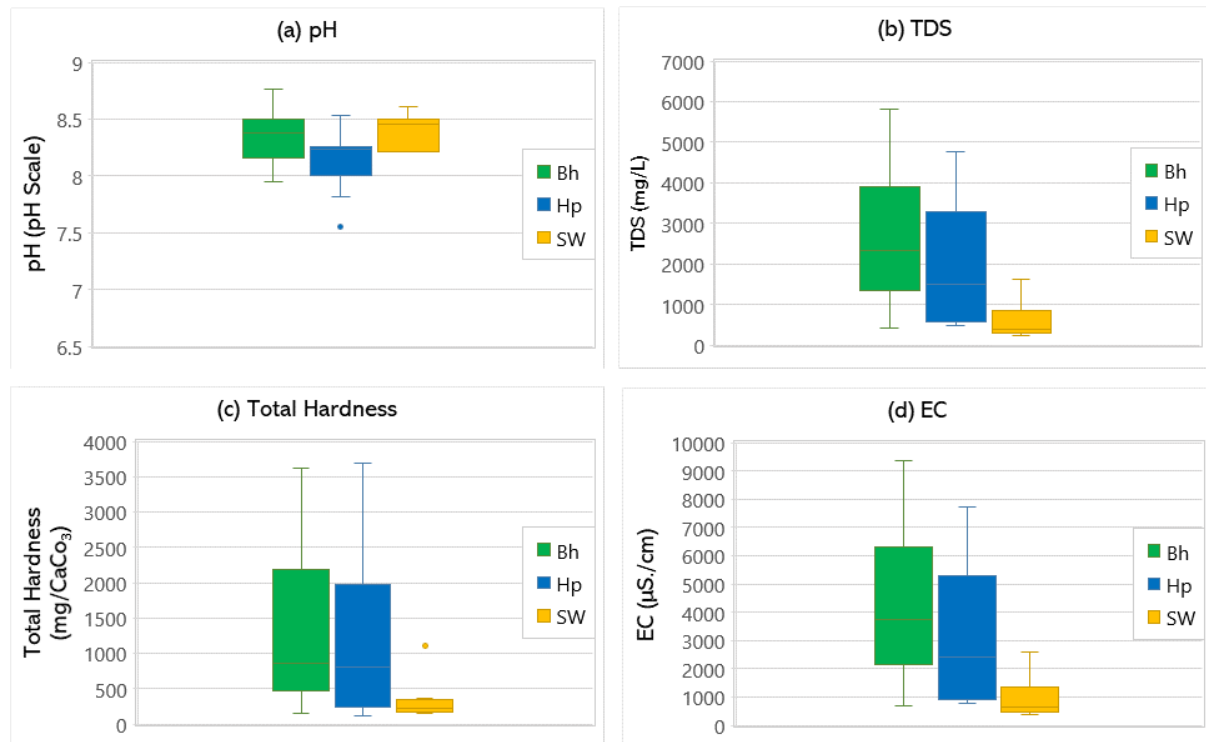 (a) pH
pH (pH Scale)
9
8.5
8
7.5
7
6.5
Bh
Hp
SW
(b) TDS
TDS (mg/L)
7000
6000
5000
4000
3000
2000
1000
0
Bh
Hp
SW
(c) Total Hardness
Total Hardness
(mg/CaCo₃)
4000
3500
3000
2500
2000
1500
1000
500
0
Bh
Hp
SW
(d) EC
EC (µS./cm)
10000
9000
8000
7000
6000
5000
4000
3000
2000
1000
0
Bh
Hp
SW